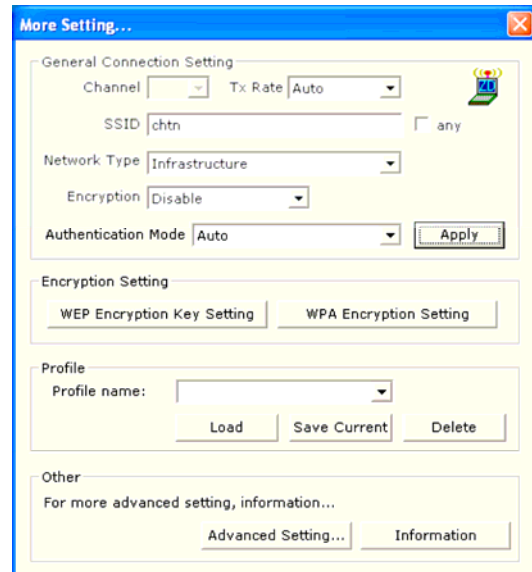 More Setting...
General Connection Setting
Channel Tx Rate Auto
SSID chtn any
Network Type Infrastructure
Encryption Disable
Authentication Mode Auto Apply
Encryption Setting
WEP Encryption Key Setting WPA Encryption Setting
Profile
Profile name:
Load Save Current Delete
Other
For more advanced setting, information...
Advanced Setting... Information
ZD